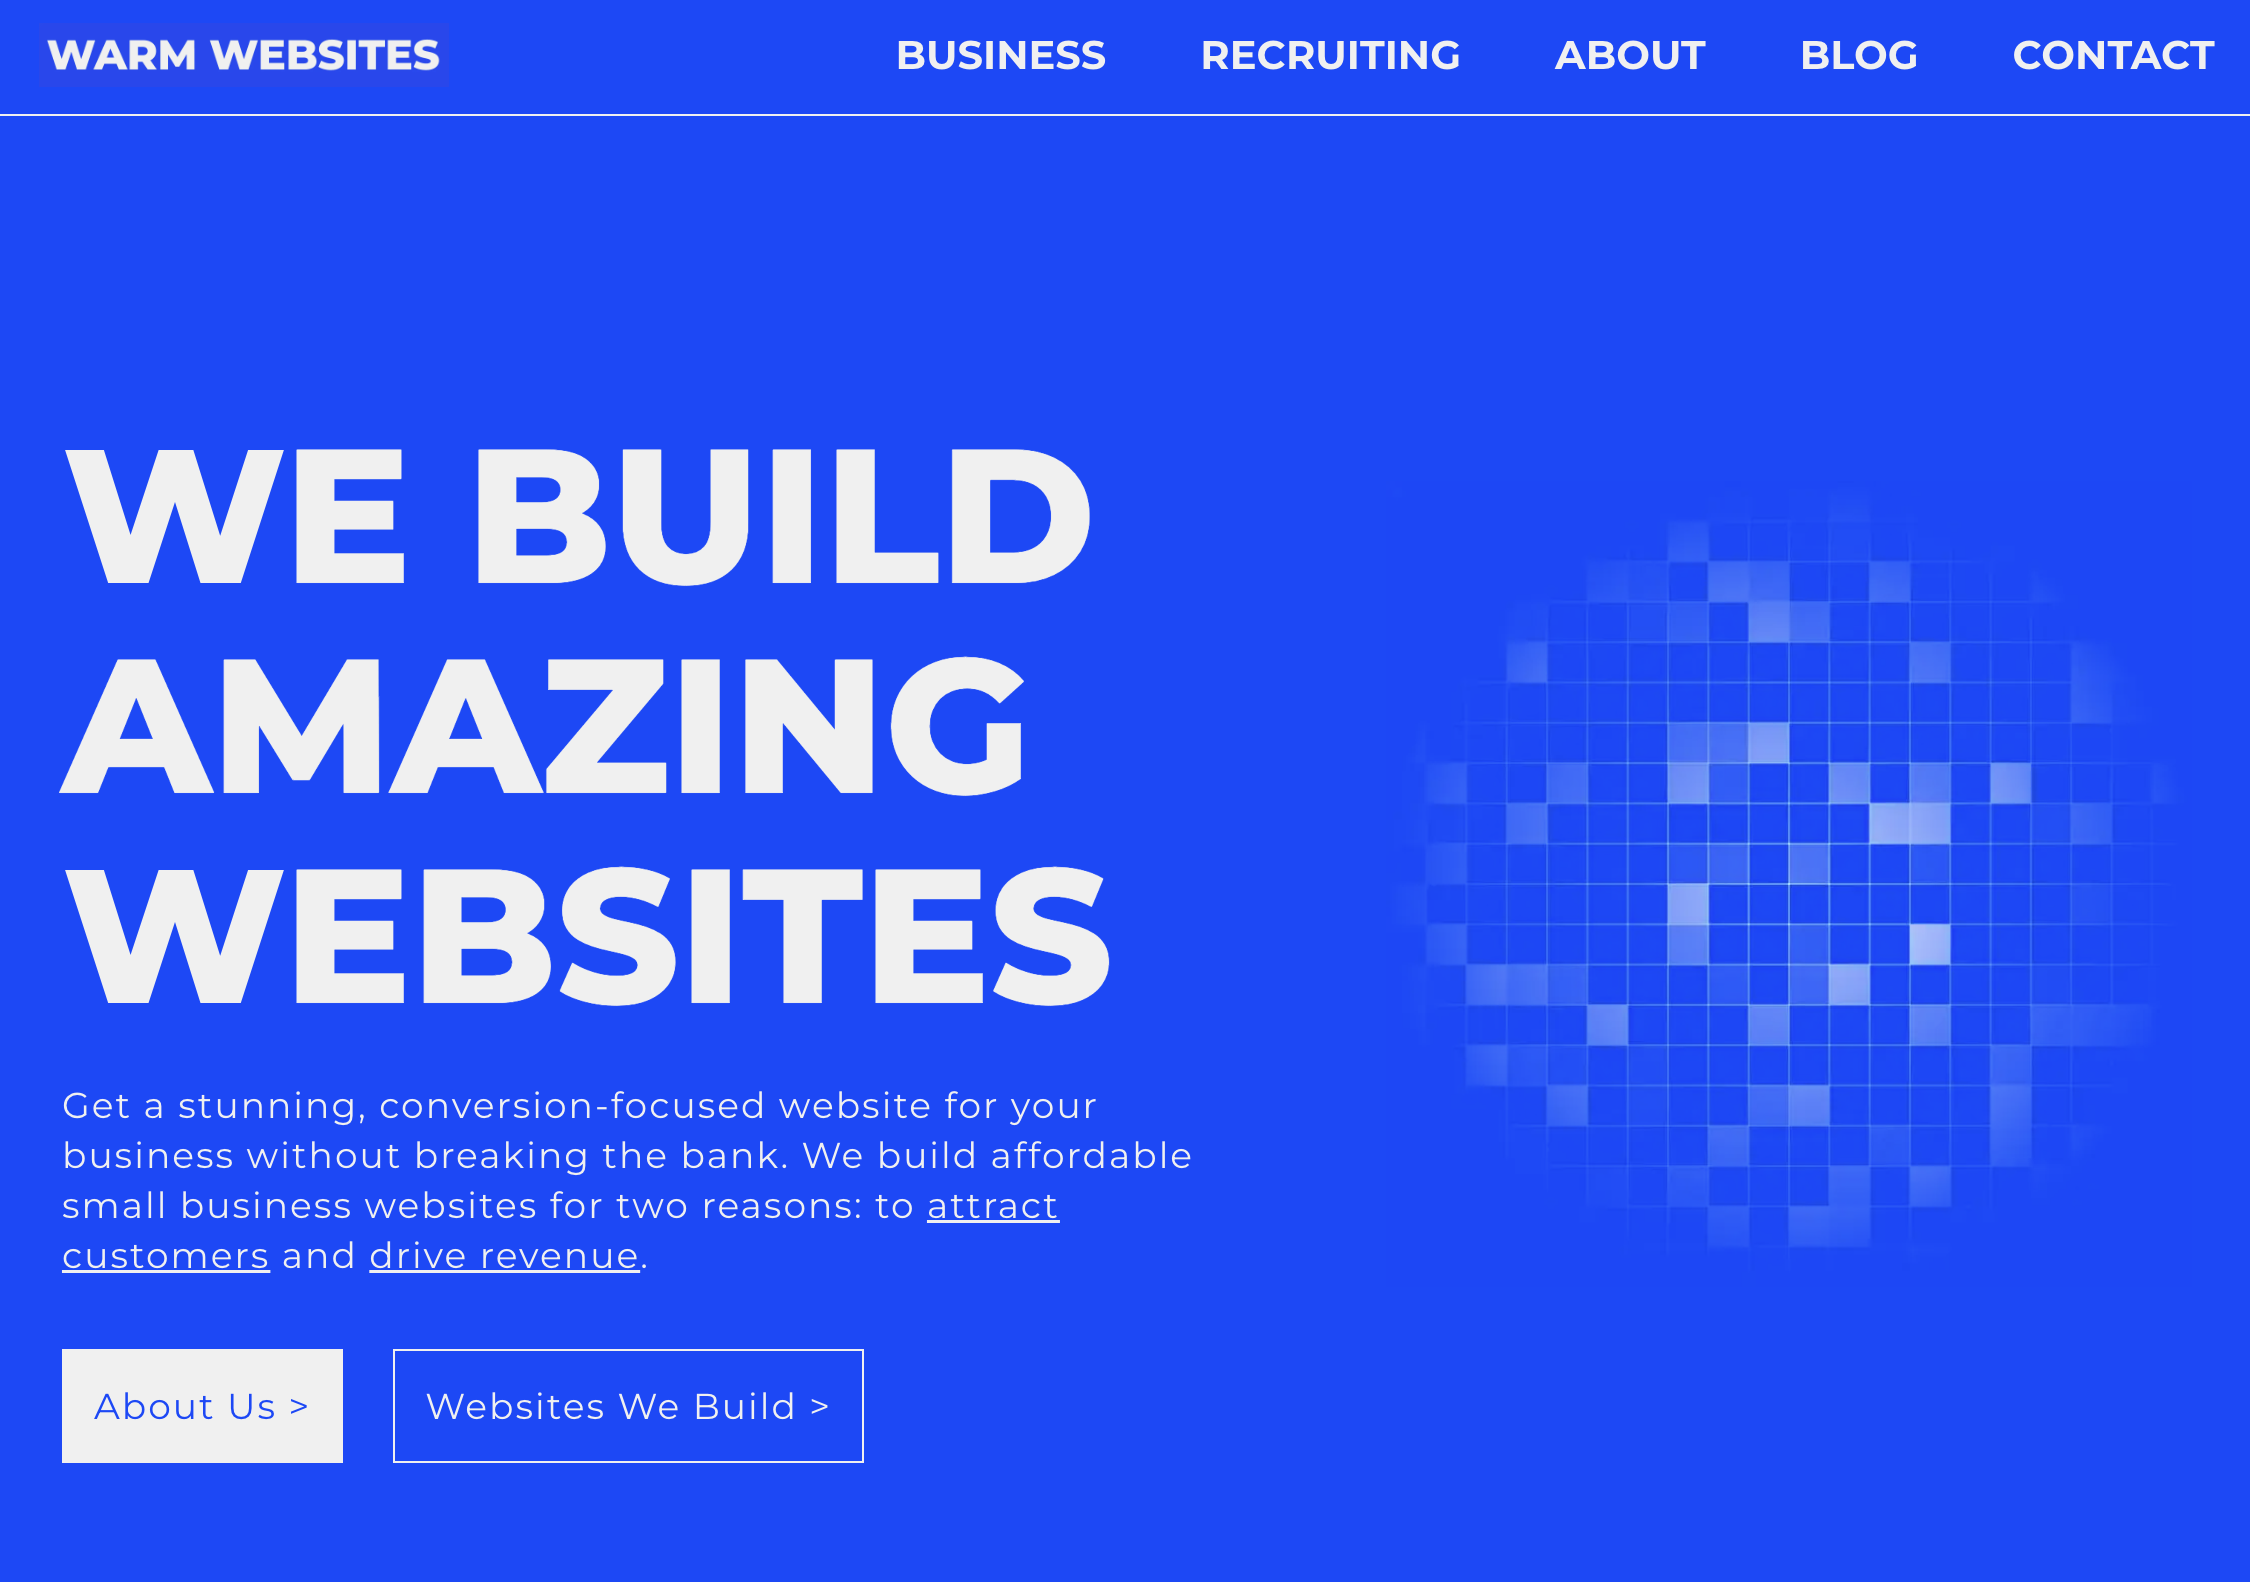 WARM WEBSITES
BUSINESS RECRUITING ABOUT BLOG CONTACT
WE BUILD
AMAZING
WEBSITES
Get a stunning, conversion-focused website for your
business without breaking the bank. We build affordable
small business websites for two reasons: to attract
customers and drive revenue.
About Us > Websites We Build >